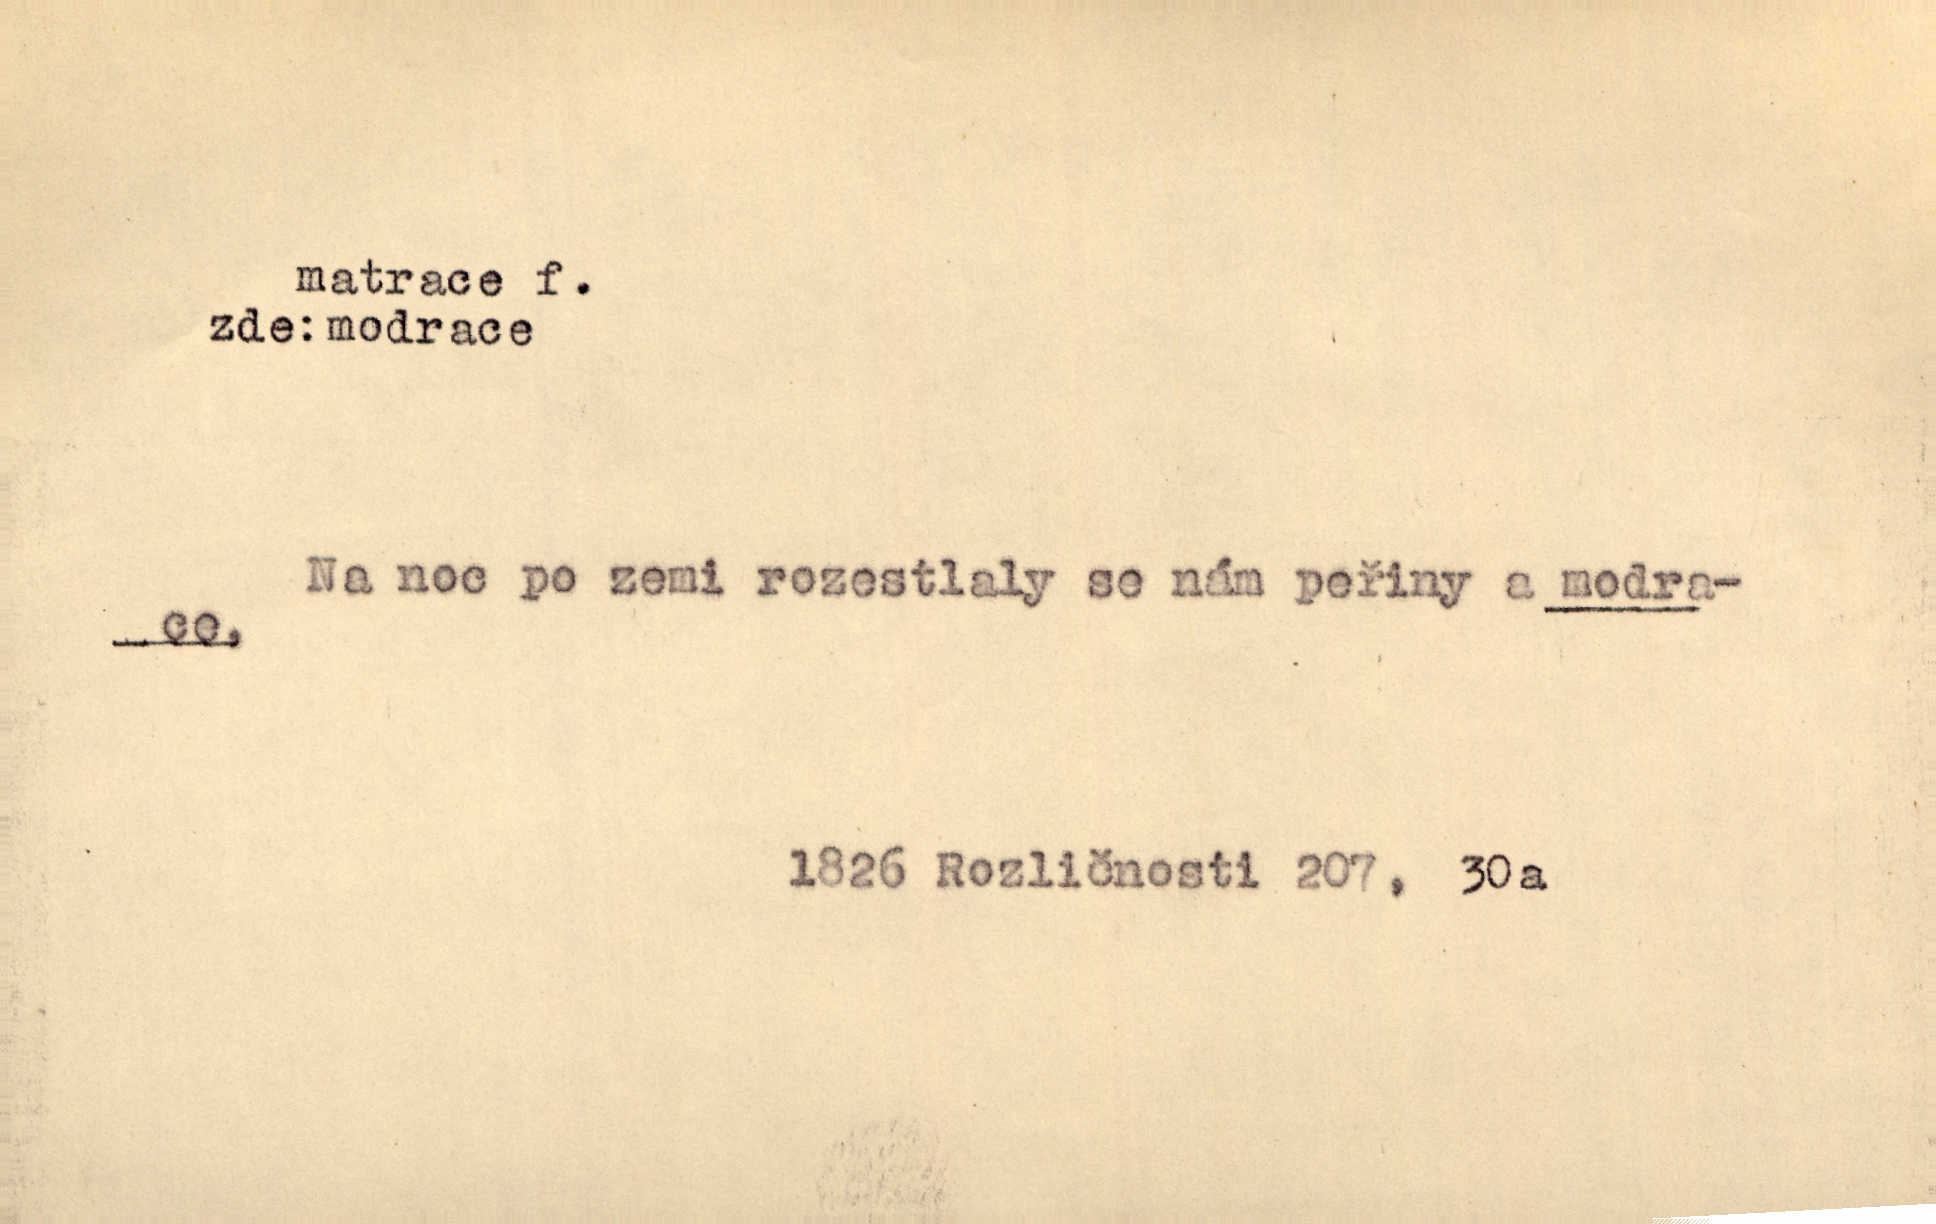 matrace f.
zde: modrace
Na noc po zemi rozestlaly se nám peřiny a modra-
ce.
1826 Rozličnosti 207, 30a